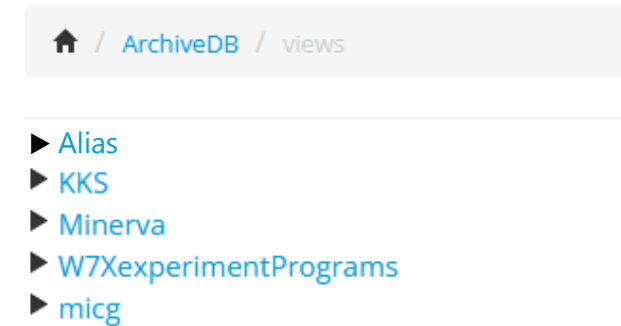 / ArchiveDB / views
Alias
KKS
Minerva
W7XexperimentPrograms
micg